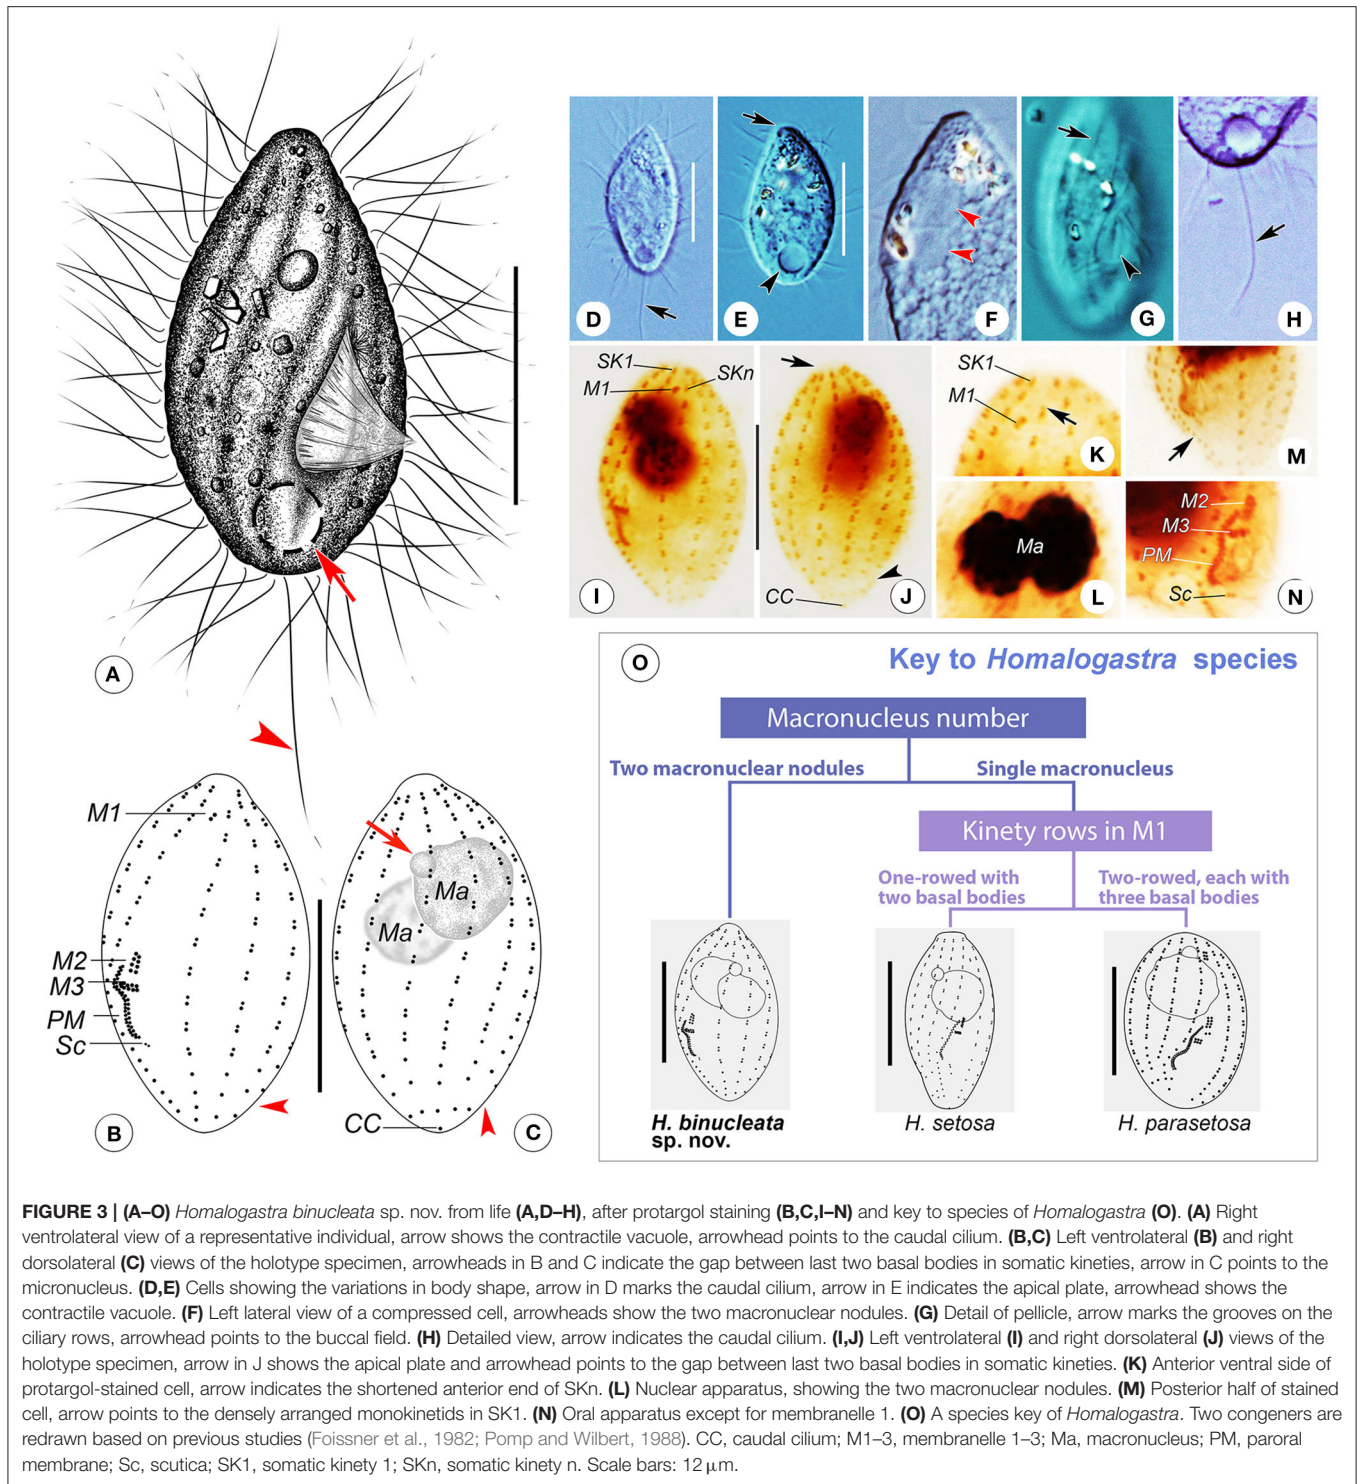 A
D
E
F
G
H
SK1
M1
SKn
I
CC
J
SK1
M1
K
M
Ma
L
M2
M3
PM
Sc
N
M1
M2
M3
PM
Sc
B
Ma
Ma
CC
C
O
Key to Homalogastra species
Macronucleus number
Two macronuclear nodules
Single macronucleus
Kinety rows in M1
One-rowed with
two basal bodies
Two-rowed, each with
three basal bodies
H. binucleata
sp. nov.
H. setosa
H. parasetosa
FIGURE 3 | (A–O) Homalogastra binucleata sp. nov. from life (A,D–H), after protargol staining (B,C,I–N) and key to species of Homalogastra (O). (A) Right
ventrolateral view of a representative individual, arrow shows the contractile vacuole, arrowhead points to the caudal cilium. (B,C) Left ventrolateral (B) and right
dorsolateral (C) views of the holotype specimen, arrowheads in B and C indicate the gap between last two basal bodies in somatic kineties, arrow in C points to the
micronucleus. (D,E) Cells showing the variations in body shape, arrow in D marks the caudal cilium, arrow in E indicates the apical plate, arrowhead shows the
contractile vacuole. (F) Left lateral view of a compressed cell, arrowheads show the two macronuclear nodules. (G) Detail of pellicle, arrow marks the grooves on the
ciliary rows, arrowhead points to the buccal field. (H) Detailed view, arrow indicates the caudal cilium. (I,J) Left ventrolateral (I) and right dorsolateral (J) views of the
holotype specimen, arrow in J shows the apical plate and arrowhead points to the gap between last two basal bodies in somatic kineties. (K) Anterior ventral side of
protargol-stained cell, arrow indicates the shortened anterior end of SKn. (L) Nuclear apparatus, showing the two macronuclear nodules. (M) Posterior half of stained
cell, arrow points to the densely arranged monokinetids in SK1. (N) Oral apparatus except for membranelle 1. (O) A species key of Homalogastra. Two congeners are
redrawn based on previous studies (Foissner et al., 1982; Pomp and Wilbert, 1988). CC, caudal cilium; M1–3, membranelle 1–3; Ma, macronucleus; PM, paroral
membrane; Sc, scutica; SK1, somatic kinety 1; SKn, somatic kinety n. Scale bars: 12 μm.